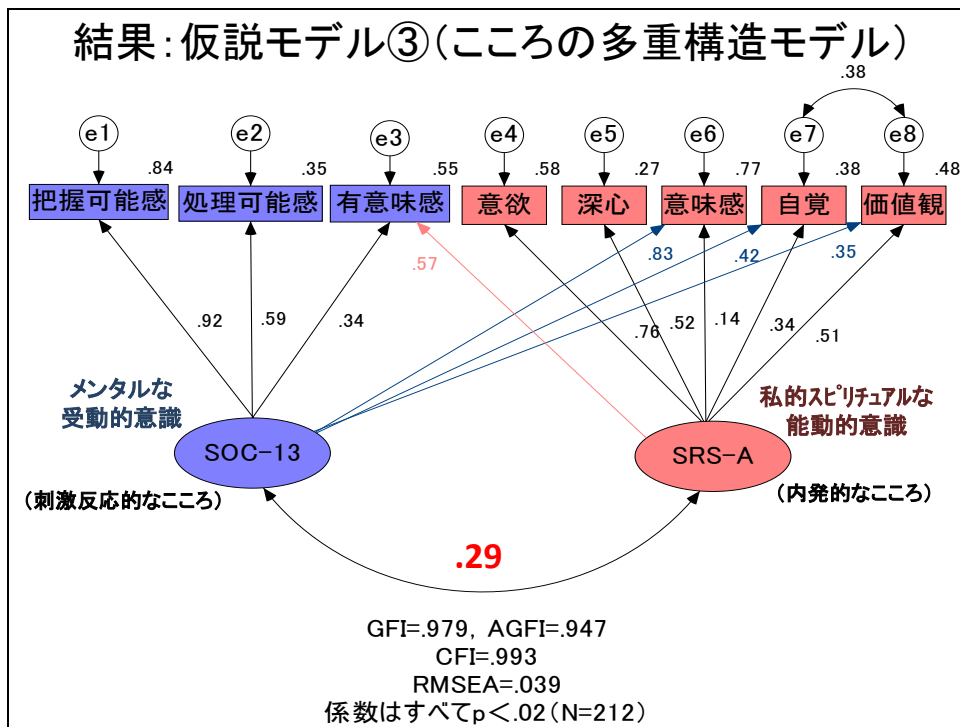 結果：仮説モデル③（こころの多重構造モデル）
.38
e1 e2 e3 e4 e5 e6 e7 e8
.84 .35 .55 .58 .27 .77 .38 .48
把握可能感 処理可能感 有意味感 意欲 深心 意味感 自覚 価値観
.57 .83 .42 .35
.92 .59 .34 .76 .52 .14 .34 .51
メンタルな
受動的意識
私的スピリチュアルな
能動的意識
SOC-13 SRS-A
（刺激反応的なこころ） （内発的なこころ）
.29
GFI=.979, AGFI=.947
CFI=.993
RMSEA=.039
係数はすべてp＜.02（N=212）